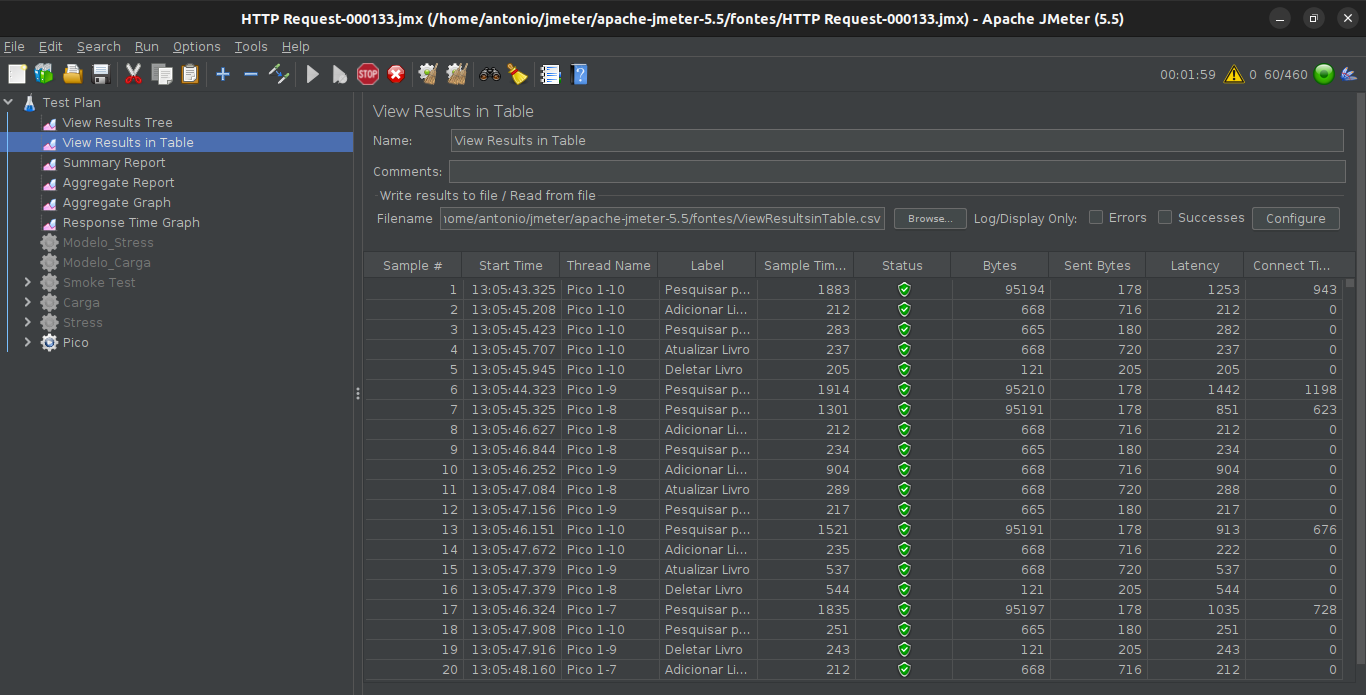 HTTP Request-000133.jmx (/home/antonio/jmeter/apache-jmeter-5.5/fontes/HTTP Request-000133.jmx) - Apache JMeter (5.5)
File Edit Search Run Options Tools Help
STOP 00:01:59 0 60/460
Test Plan
View Results Tree
View Results in Table
Summary Report
Aggregate Report
Aggregate Graph
Response Time Graph
Modelo_Stress
Modelo_Carga
Smoke Test
Carga
Stress
Pico
View Results in Table
Name: View Results in Table
Comments:
Write results to file / Read from file
Filename ome/antonio/jmeter/apache-jmeter-5.5/fontes/ViewResultsinTable.csv Browse... Log/Display Only: Errors Successes Configure
Sample # Start Time Thread Name Label Sample Tim... Status Bytes Sent Bytes Latency Connect Ti...
1 13:05:43.325 Pico 1-10 Pesquisar p... 1883 95194 178 1253 943
2 13:05:45.208 Pico 1-10 Adicionar Li... 212 668 716 212 0
3 13:05:45.423 Pico 1-10 Pesquisar p... 283 665 180 282 0
4 13:05:45.707 Pico 1-10 Atualizar Livro 237 668 720 237 0
5 13:05:45.945 Pico 1-10 Deletar Livro 205 121 205 205 0
6 13:05:44.323 Pico 1-9 Pesquisar p... 1914 95210 178 1442 1198
7 13:05:45.325 Pico 1-8 Pesquisar p... 1301 95191 178 851 623
8 13:05:46.627 Pico 1-8 Adicionar Li... 212 668 716 212 0
9 13:05:46.844 Pico 1-8 Pesquisar p... 234 665 180 234 0
10 13:05:46.252 Pico 1-9 Adicionar Li... 904 668 716 904 0
11 13:05:47.084 Pico 1-8 Atualizar Livro 289 668 720 288 0
12 13:05:47.156 Pico 1-9 Pesquisar p... 217 665 180 217 0
13 13:05:46.151 Pico 1-10 Pesquisar p... 1521 95191 178 913 676
14 13:05:47.672 Pico 1-10 Adicionar Li... 235 668 716 222 0
15 13:05:47.379 Pico 1-9 Atualizar Livro 537 668 720 537 0
16 13:05:47.379 Pico 1-8 Deletar Livro 544 121 205 544 0
17 13:05:46.324 Pico 1-7 Pesquisar p... 1835 95197 178 1035 728
18 13:05:47.908 Pico 1-10 Pesquisar p... 251 665 180 251 0
19 13:05:47.916 Pico 1-9 Deletar Livro 243 121 205 243 0
20 13:05:48.160 Pico 1-7 Adicionar Li... 212 668 716 212 0